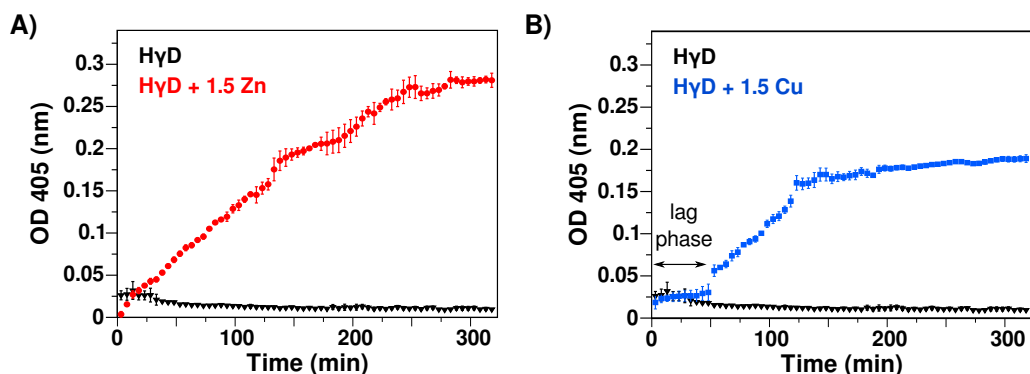 A)
HγD
HγD + 1.5 Zn
OD 405 (nm)
0.3
0.25
0.2
0.15
0.1
0.05
0
0
100
200
300
Time (min)
B)
HγD
HγD + 1.5 Cu
lag
phase
OD 405 (nm)
0.3
0.25
0.2
0.15
0.1
0.05
0
0
100
200
300
Time (min)